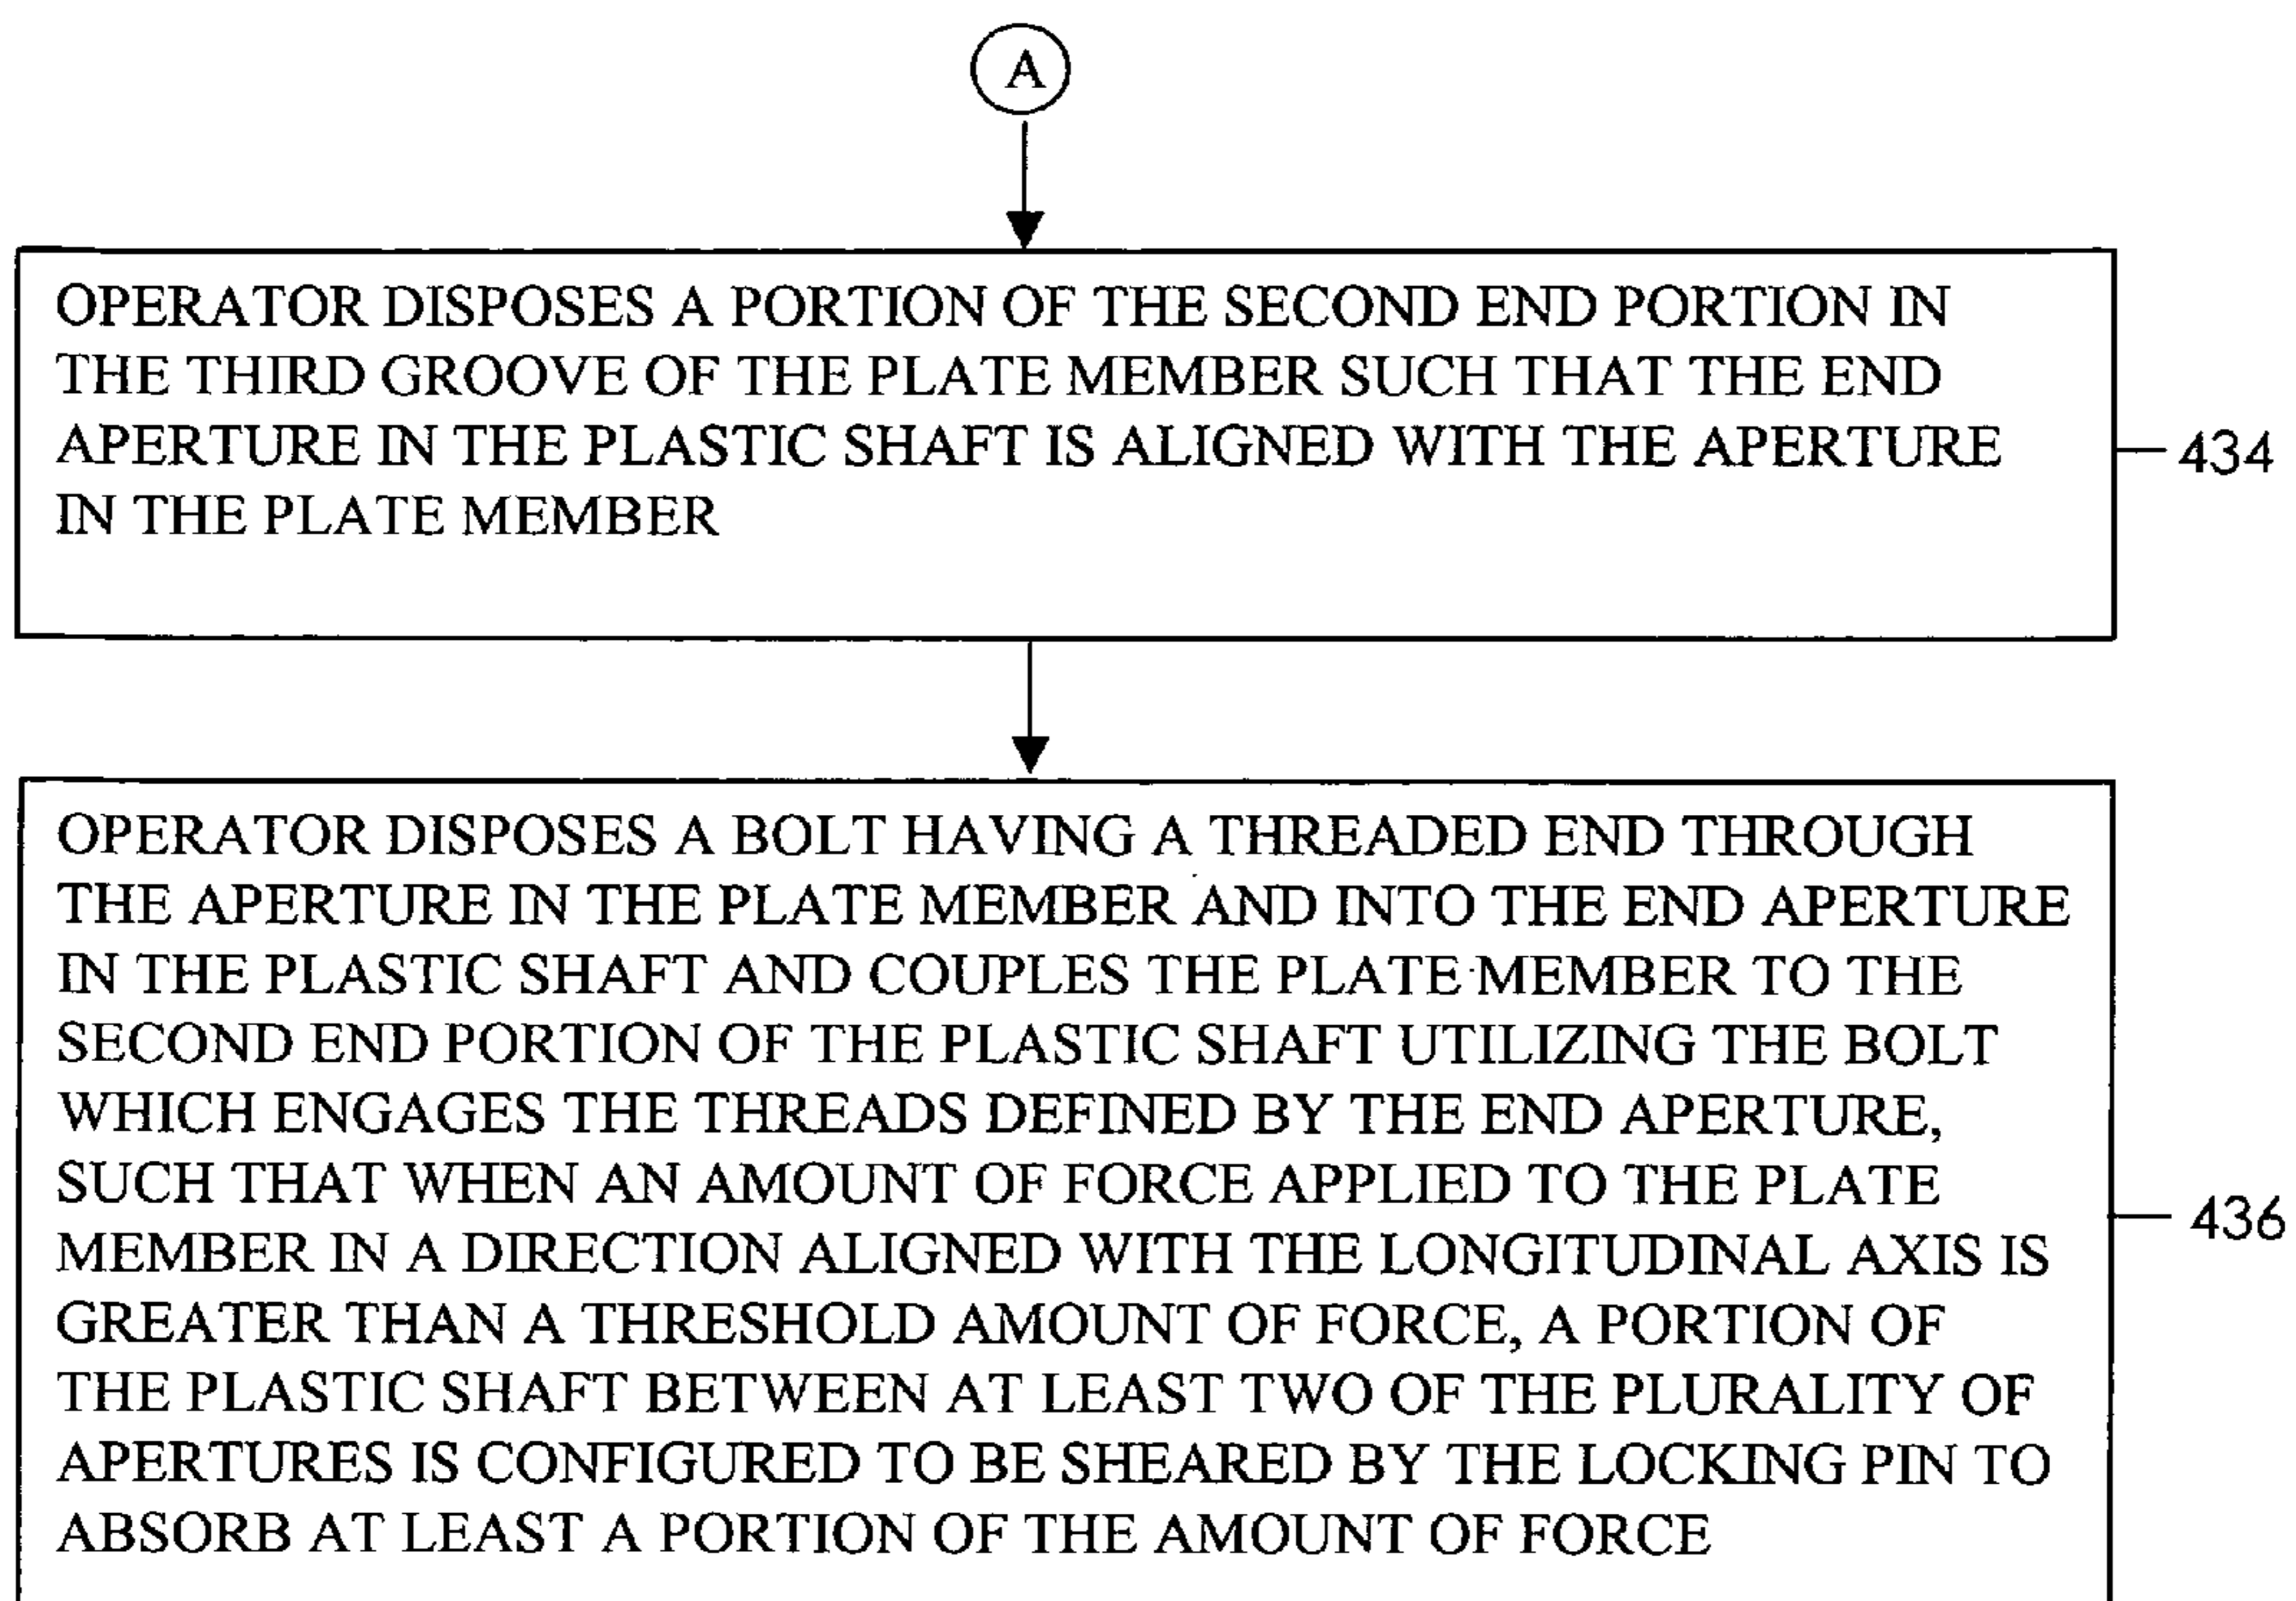 A
OPERATOR DISPOSES A PORTION OF THE SECOND END PORTION IN
THE THIRD GROOVE OF THE PLATE MEMBER SUCH THAT THE END
APERTURE IN THE PLASTIC SHAFT IS ALIGNED WITH THE APERTURE
IN THE PLATE MEMBER
434
OPERATOR DISPOSES A BOLT HAVING A THREADED END THROUGH
THE APERTURE IN THE PLATE MEMBER AND INTO THE END APERTURE
IN THE PLASTIC SHAFT AND COUPLES THE PLATE MEMBER TO THE
SECOND END PORTION OF THE PLASTIC SHAFT UTILIZING THE BOLT
WHICH ENGAGES THE THREADS DEFINED BY THE END APERTURE,
SUCH THAT WHEN AN AMOUNT OF FORCE APPLIED TO THE PLATE
MEMBER IN A DIRECTION ALIGNED WITH THE LONGITUDINAL AXIS IS
GREATER THAN A THRESHOLD AMOUNT OF FORCE, A PORTION OF
THE PLASTIC SHAFT BETWEEN AT LEAST TWO OF THE PLURALITY OF
APERTURES IS CONFIGURED TO BE SHEARED BY THE LOCKING PIN TO
ABSORB AT LEAST A PORTION OF THE AMOUNT OF FORCE
436